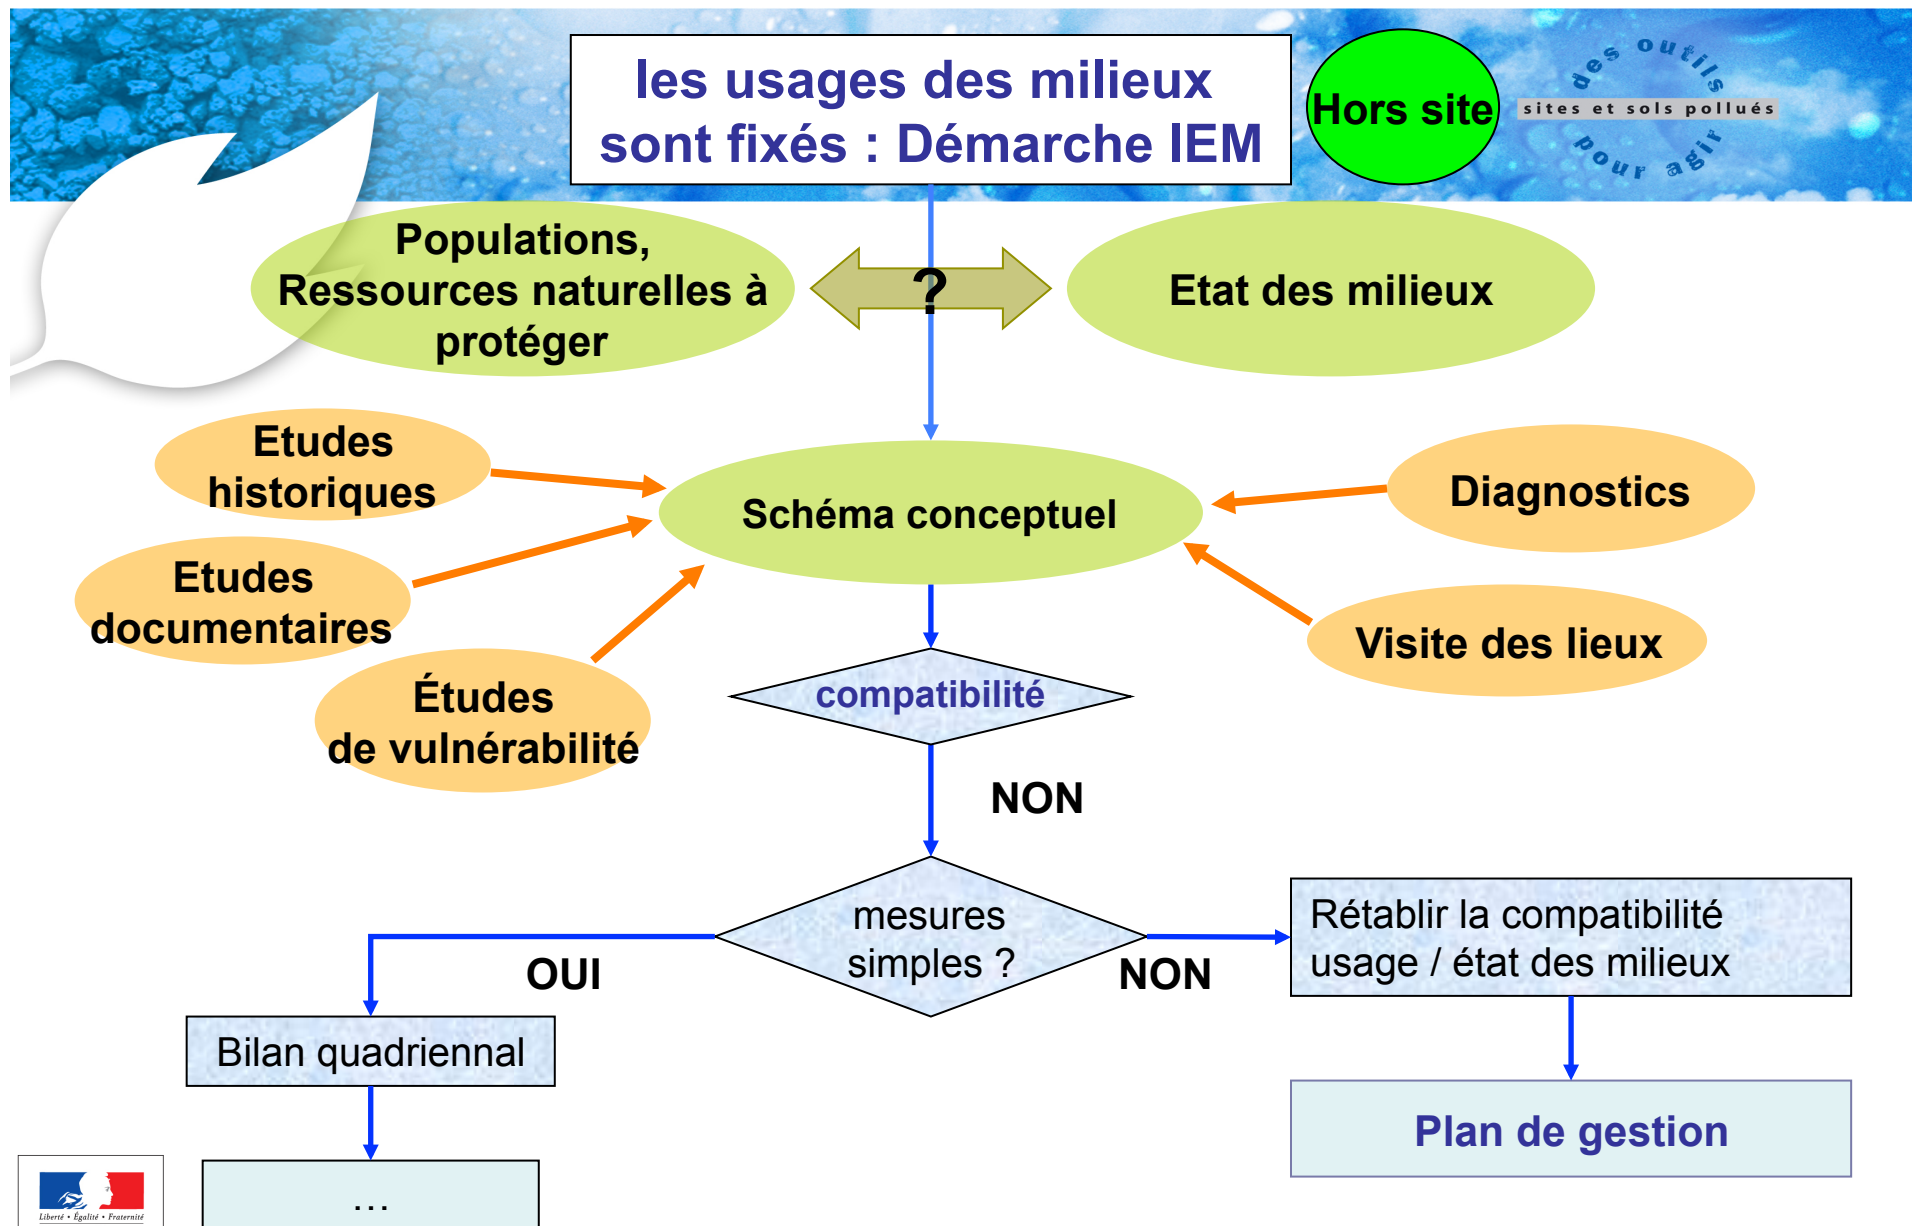 les usages des milieux
sont fixés : Démarche IEM
Hors site
des outils
sites et sols pollués
pour agir
Populations,
Ressources naturelles à
protéger
?
Etat des milieux
Etudes
historiques
Schéma conceptuel
Diagnostics
Etudes
documentaires
Visite des lieux
Études
de vulnérabilité
compatibilité
NON
mesures
simples ?
Rétablir la compatibilité
usage / état des milieux
OUI
NON
Bilan quadriennal
Plan de gestion
...
Liberté • Égalité • Fraternité